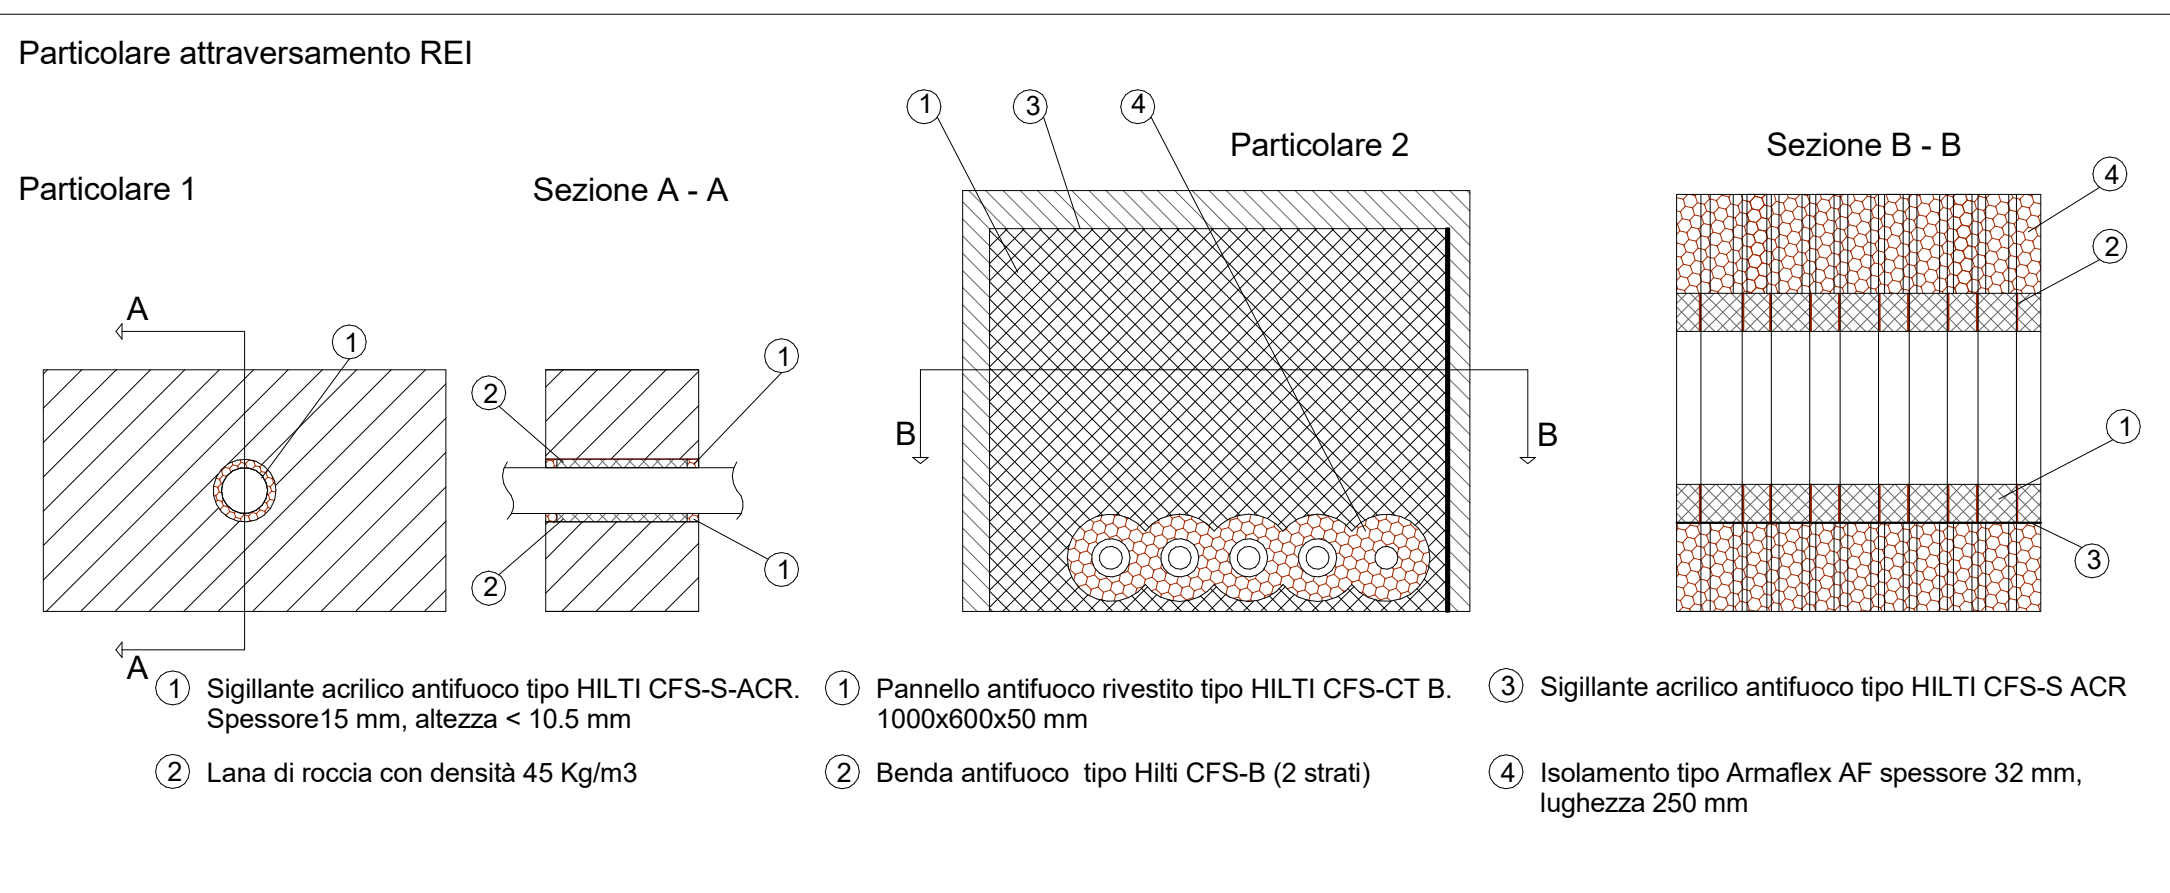 Particolare attraversamento REI
1
3
4
Particolare 2
Sezione B - B
Particolare 1
Sezione A - A
4
2
A
1
1
2
B
B
1
2
1
3
A
1 Sigillante acrilico antifuoco tipo HILTI CFS-S-ACR.
Spessore15 mm, altezza < 10.5 mm
2 Lana di roccia con densità 45 Kg/m3
1 Pannello antifuoco rivestito tipo HILTI CFS-CT B.
1000x600x50 mm
2 Benda antifuoco  tipo Hilti CFS-B (2 strati)
3 Sigillante acrilico antifuoco tipo HILTI CFS-S ACR
4 Isolamento tipo Armaflex AF spessore 32 mm,
lughezza 250 mm